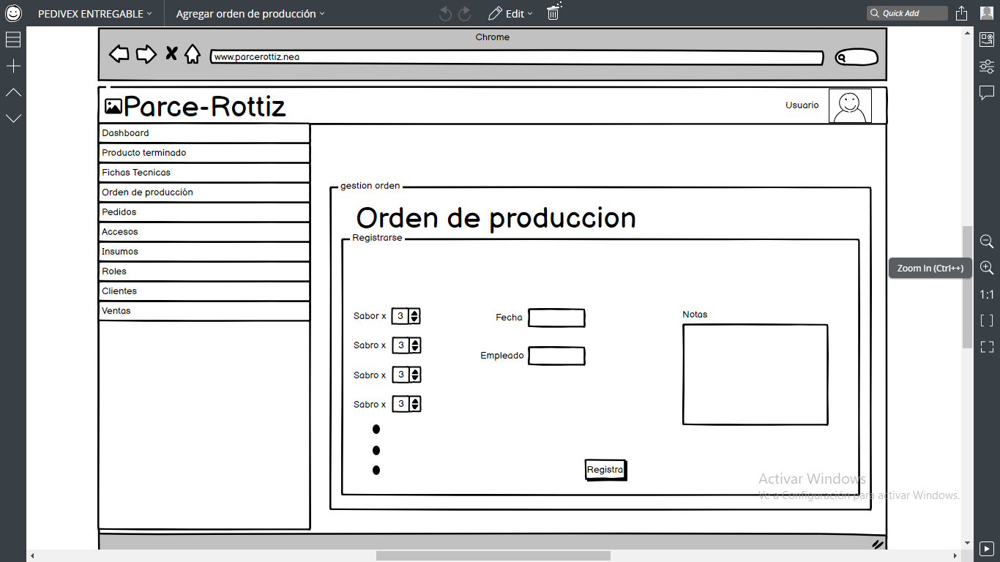 PEDIVEX ENTREGABLE
Agregar orden de producción
Edit
Quick Add
Chrome
www.parcerottiz.nea
Parce-Rottiz
Usuario
Dashboard
Producto terminado
Fichas Tecnicas
Orden de producción
Pedidos
Accesos
Insumos
Roles
Clientes
Ventas
gestion orden
Orden de produccion
Registrarse
Sabor x 3
Sabro x 3
Sabro x 3
Sabro x 3
Fecha
Empleado
Notas
Registra
Zoom In (Ctrl++)
1:1
Activar Windows
Ve a Configuración para activar Windows.